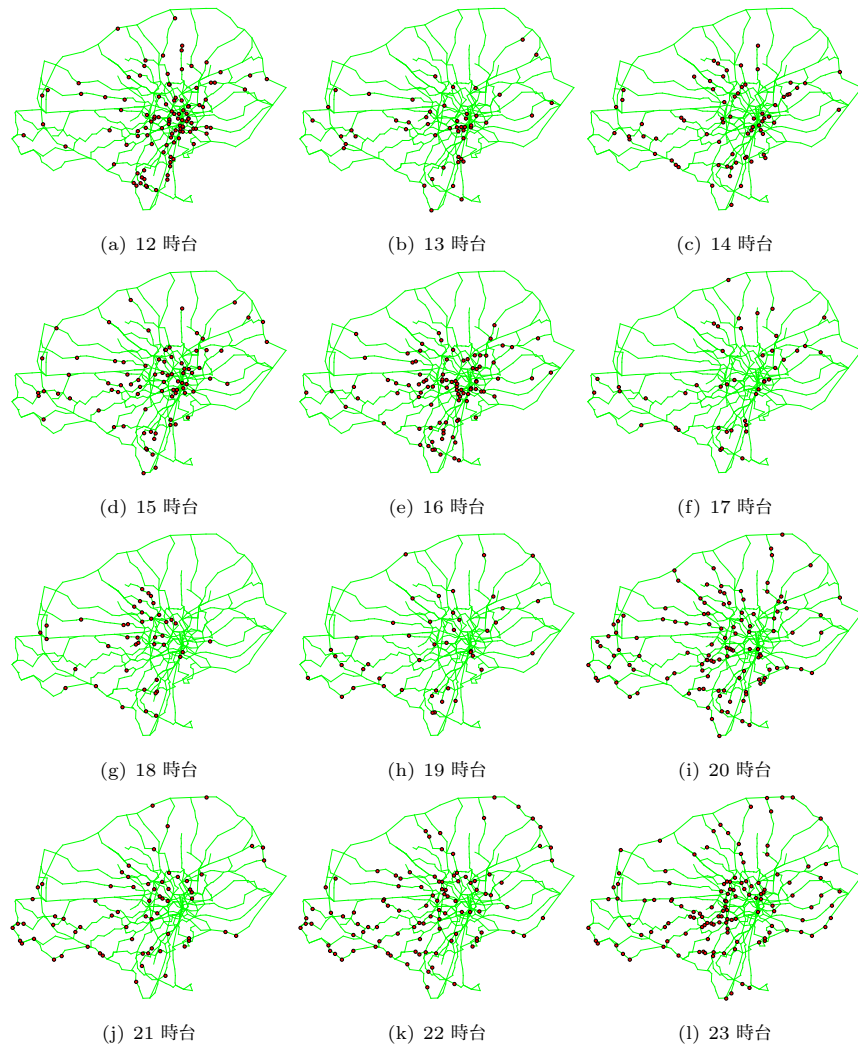 (a) 12 時台
(b) 13 時台
(c) 14 時台
(d) 15 時台
(e) 16 時台
(f) 17 時台
(g) 18 時台
(h) 19 時台
(i) 20 時台
(j) 21 時台
(k) 22 時台
(l) 23 時台